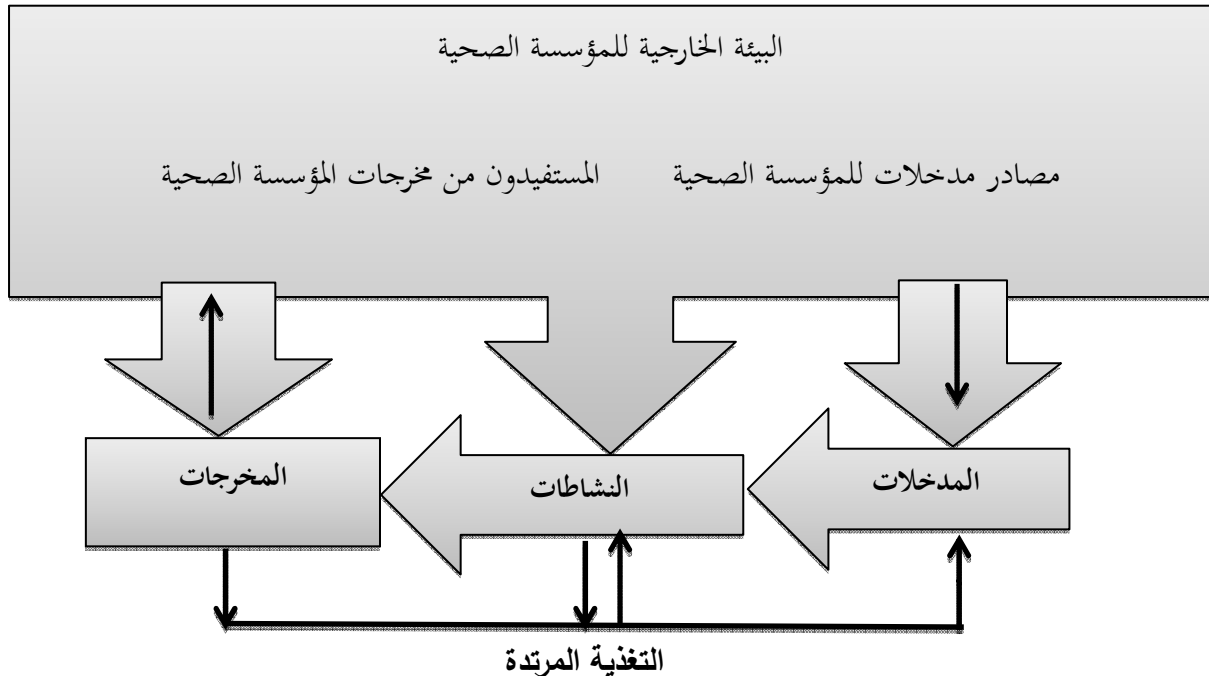 البيئة الخارجية للمؤسسة الصحية
مصادر مدخلات للمؤسسة الصحية
المستفيدون من مخرجات المؤسسة الصحية
المدخلات
النشاطات
المخرجات
التغذية المرتدة